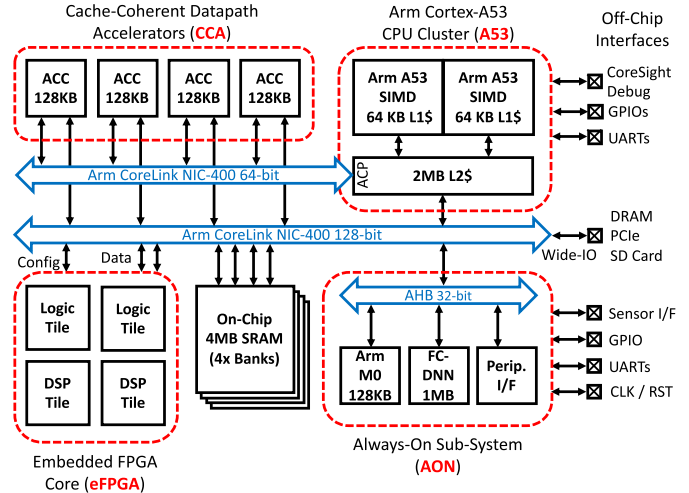 Cache-Coherent Datapath
Accelerators (CCA)
Arm Cortex-A53
CPU Cluster (A53)
Off-Chip
Interfaces
ACC
128KB
ACC
128KB
ACC
128KB
ACC
128KB
Arm A53
SIMD
64 KB L1$
Arm A53
SIMD
64 KB L1$
CoreSight
Debug
GPIOs
UARTs
ACP
2MB L2$
Arm CoreLink NIC-400 64-bit
Arm CoreLink NIC-400 128-bit
Wide-IO
DRAM
PCIe
SD Card
Config
Data
Logic
Tile
Logic
Tile
DSP
Tile
DSP
Tile
On-Chip
4MB SRAM
(4x Banks)
AHB 32-bit
Arm
M0
128KB
FC-
DNN
1MB
Perip.
I/F
Sensor I/F
GPIO
UARTs
CLK / RST
Embedded FPGA
Core (eFPGA)
Always-On Sub-System
(AON)